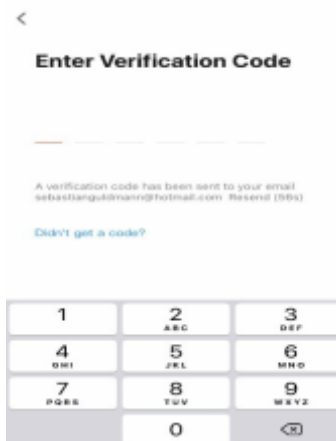 Enter Verification Code
A verification code has been sent to your email
sebastianguldmann@hotmail.com Resend (56s)
Didn't get a code?
1 2 3
ABC DEF
4 5 6
GHI JKL MNO
7 8 9
PQRS TUV WXYZ
0